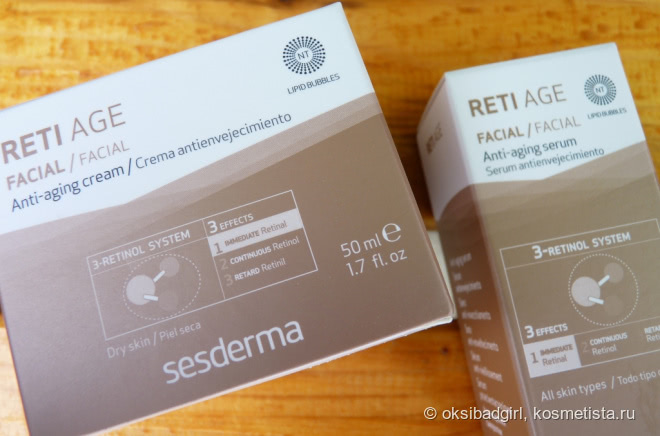 NT
LIPID BUBBLES
RETI AGE
FACIAL / FACIAL
Anti-aging cream / Crema antienvejecimiento
3-RETINOL SYSTEM
3 EFFECTS
1 IMMEDIATE Retinal
2 CONTINUOUS Retinol
3 RETARD Retinil
50 ml ℮
1.7 fl. oz
Dry skin / Piel seca
sesderma
NT
LIPID BUBBLES
RETI AGE
FACIAL / FACIAL
Anti-aging serum
Serum antienvejecimiento
3-RETINOL SYSTEM
3 EFFECTS
1 IMMEDIATE Retinal
2 CONTINUOUS Retinol
All skin types / Todo tipo
© oksibadgirl, kosmetista.ru